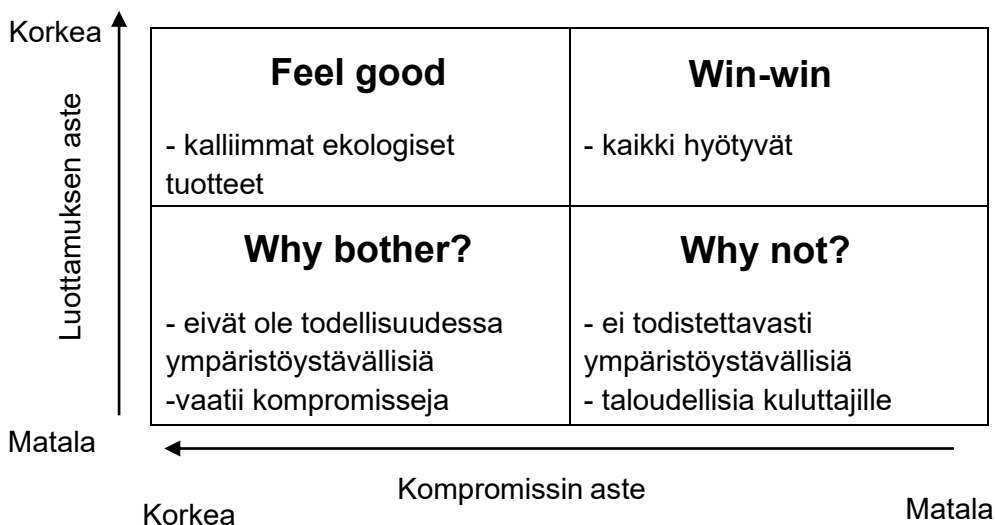 Korkea
Luottamuksen aste
Feel good
- kalliimmat ekologiset
tuotteet
Win-win
- kaikki hyötyvät
Why bother?
- eivät ole todellisuudessa
ympäristöystävällisiä
-vaatii kompromisseja
Why not?
- ei todistettavasti
ympäristöystävällisiä
- taloudellisia kuluttajille
Matala
Kompromissin aste
Korkea
Matala